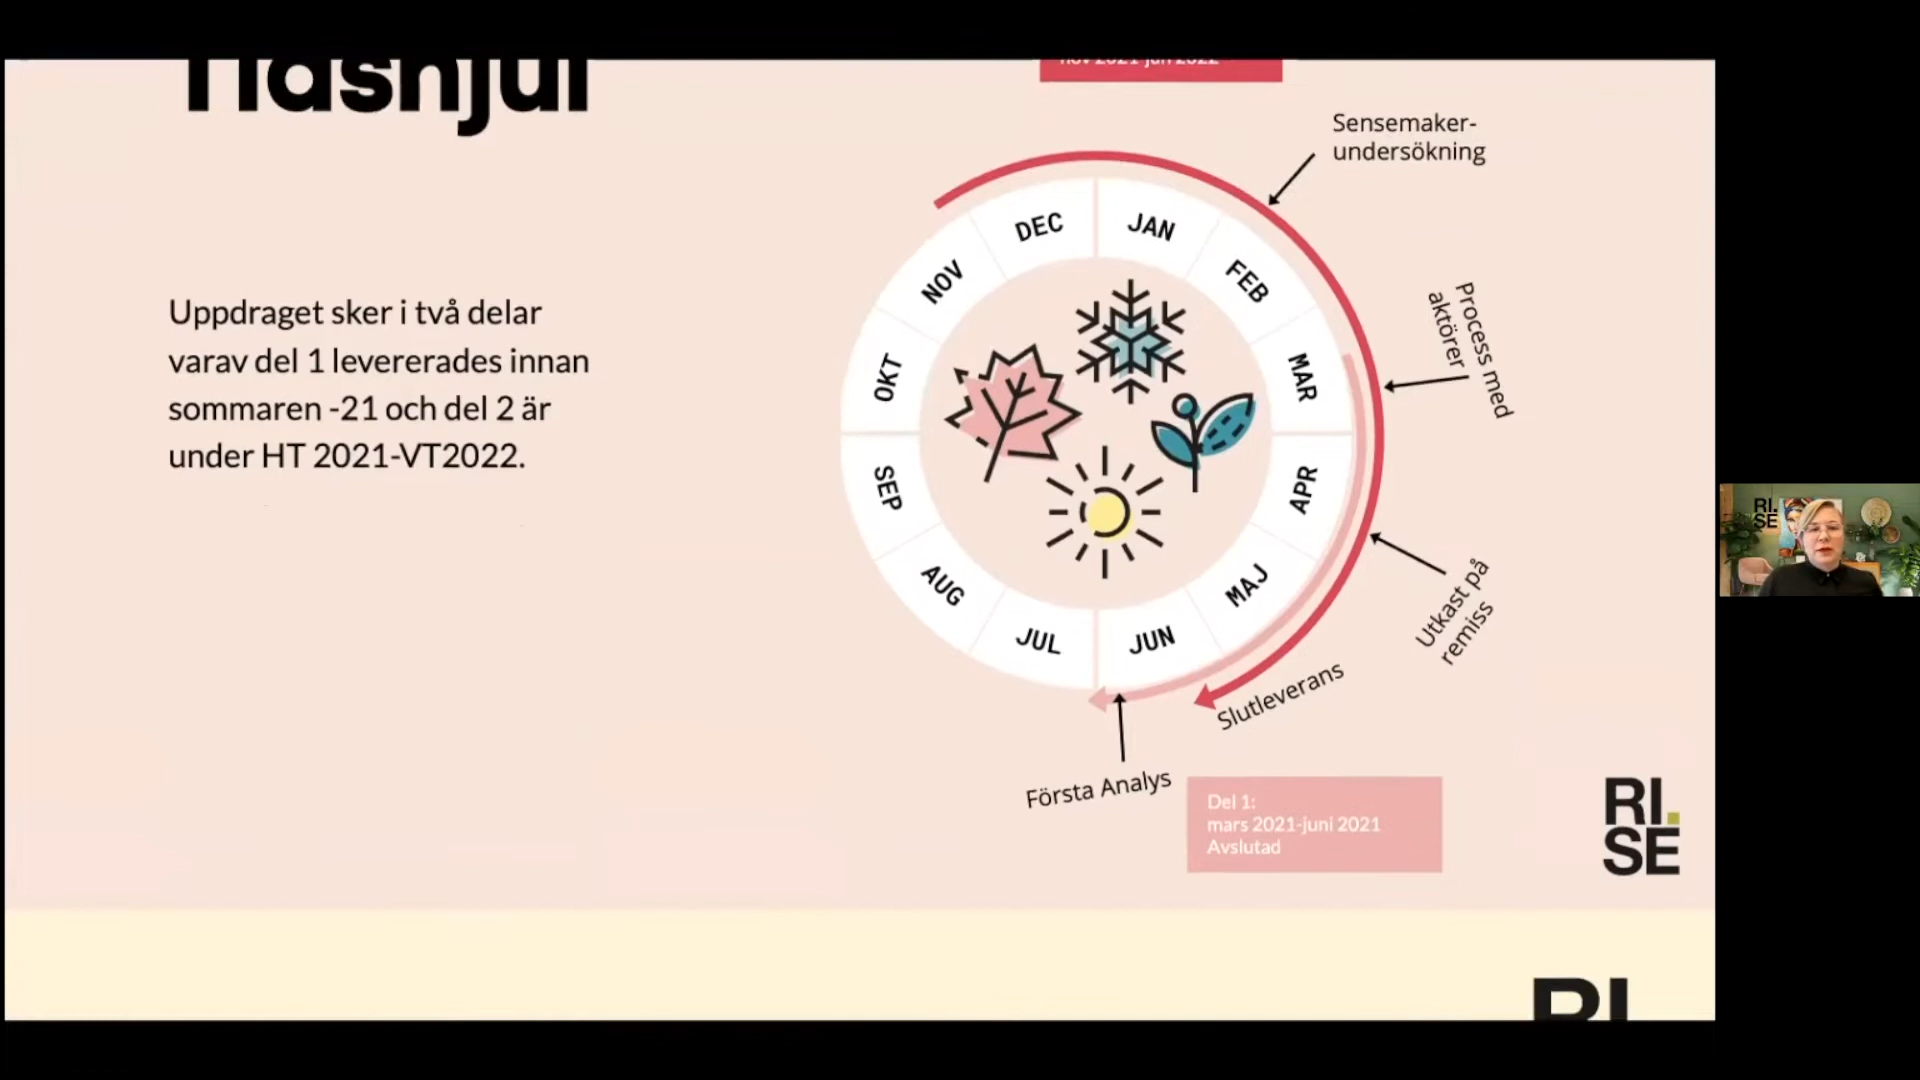 Uppdraget sker i två delar
varav del 1 levererades innan
sommaren -21 och del 2 är
under HT 2021-VT2022.
Sensemaker-
undersökning
Process med
aktörer
Utkast på
remiss
Slutleverans
Första Analys
JAN
FEB
MAR
APR
MAJ
JUN
JUL
AUG
SEP
OKT
NOV
DEC
Del 1:
mars 2021-juni 2021
Avslutad
RI.
SE
RI.
SE